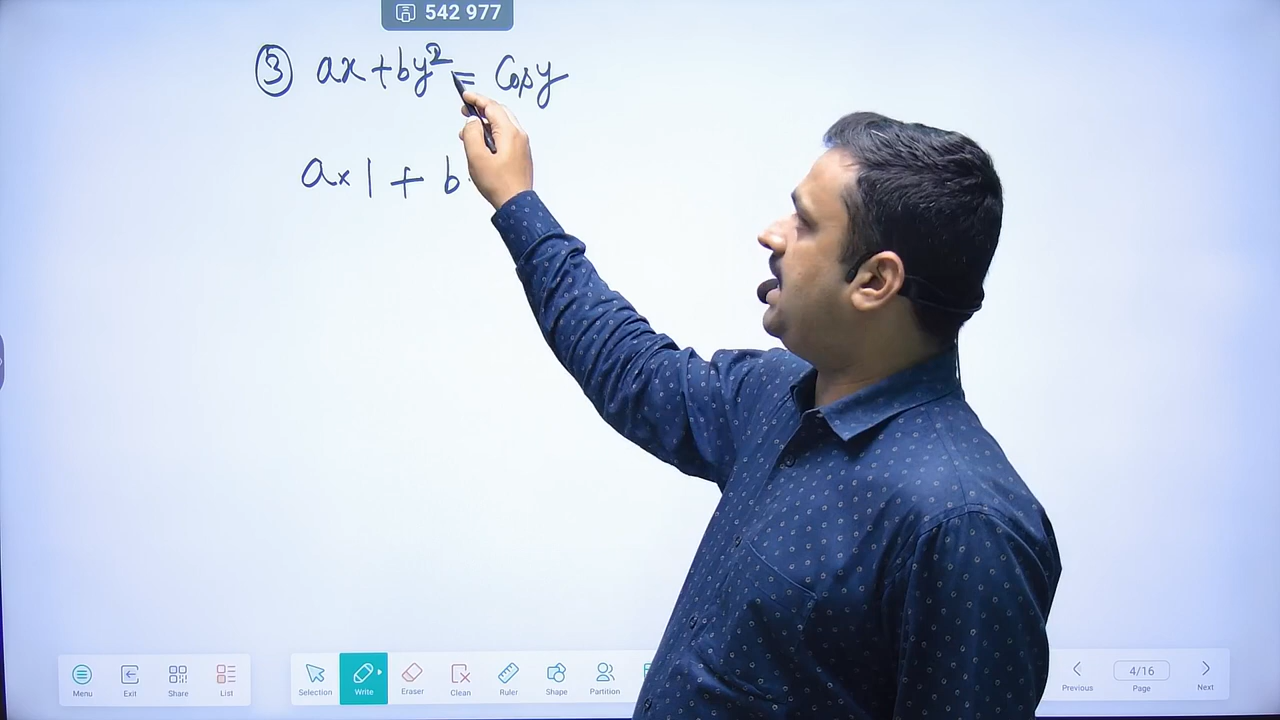 542 977
③ ax + by² = Cosy
a × 1 + b ·
Menu Exit Share List Selection Write Eraser Clean Ruler Shape Partition 4/16 Previous Page Next